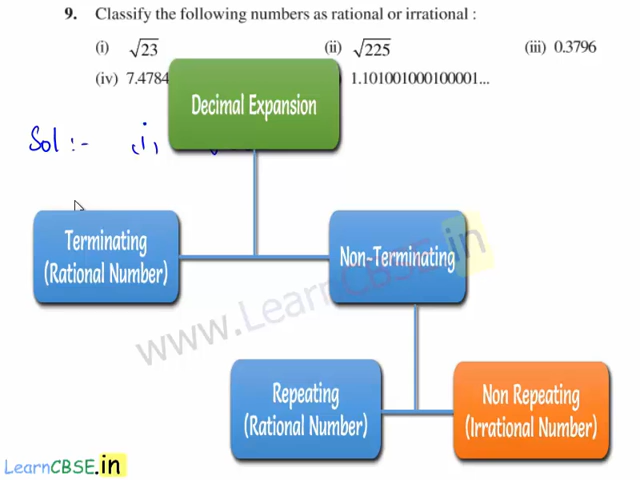 9. Classify the following numbers as rational or irrational :
(i) √23 (ii) √225 (iii) 0.3796
(iv) 7.4784 1.101001000100001...
Decimal Expansion
Sol :- (i)
Terminating
(Rational Number)
Non-Terminating
www.LearnCBSE.in
Repeating
(Rational Number)
Non Repeating
(Irrational Number)
LearnCBSE.in